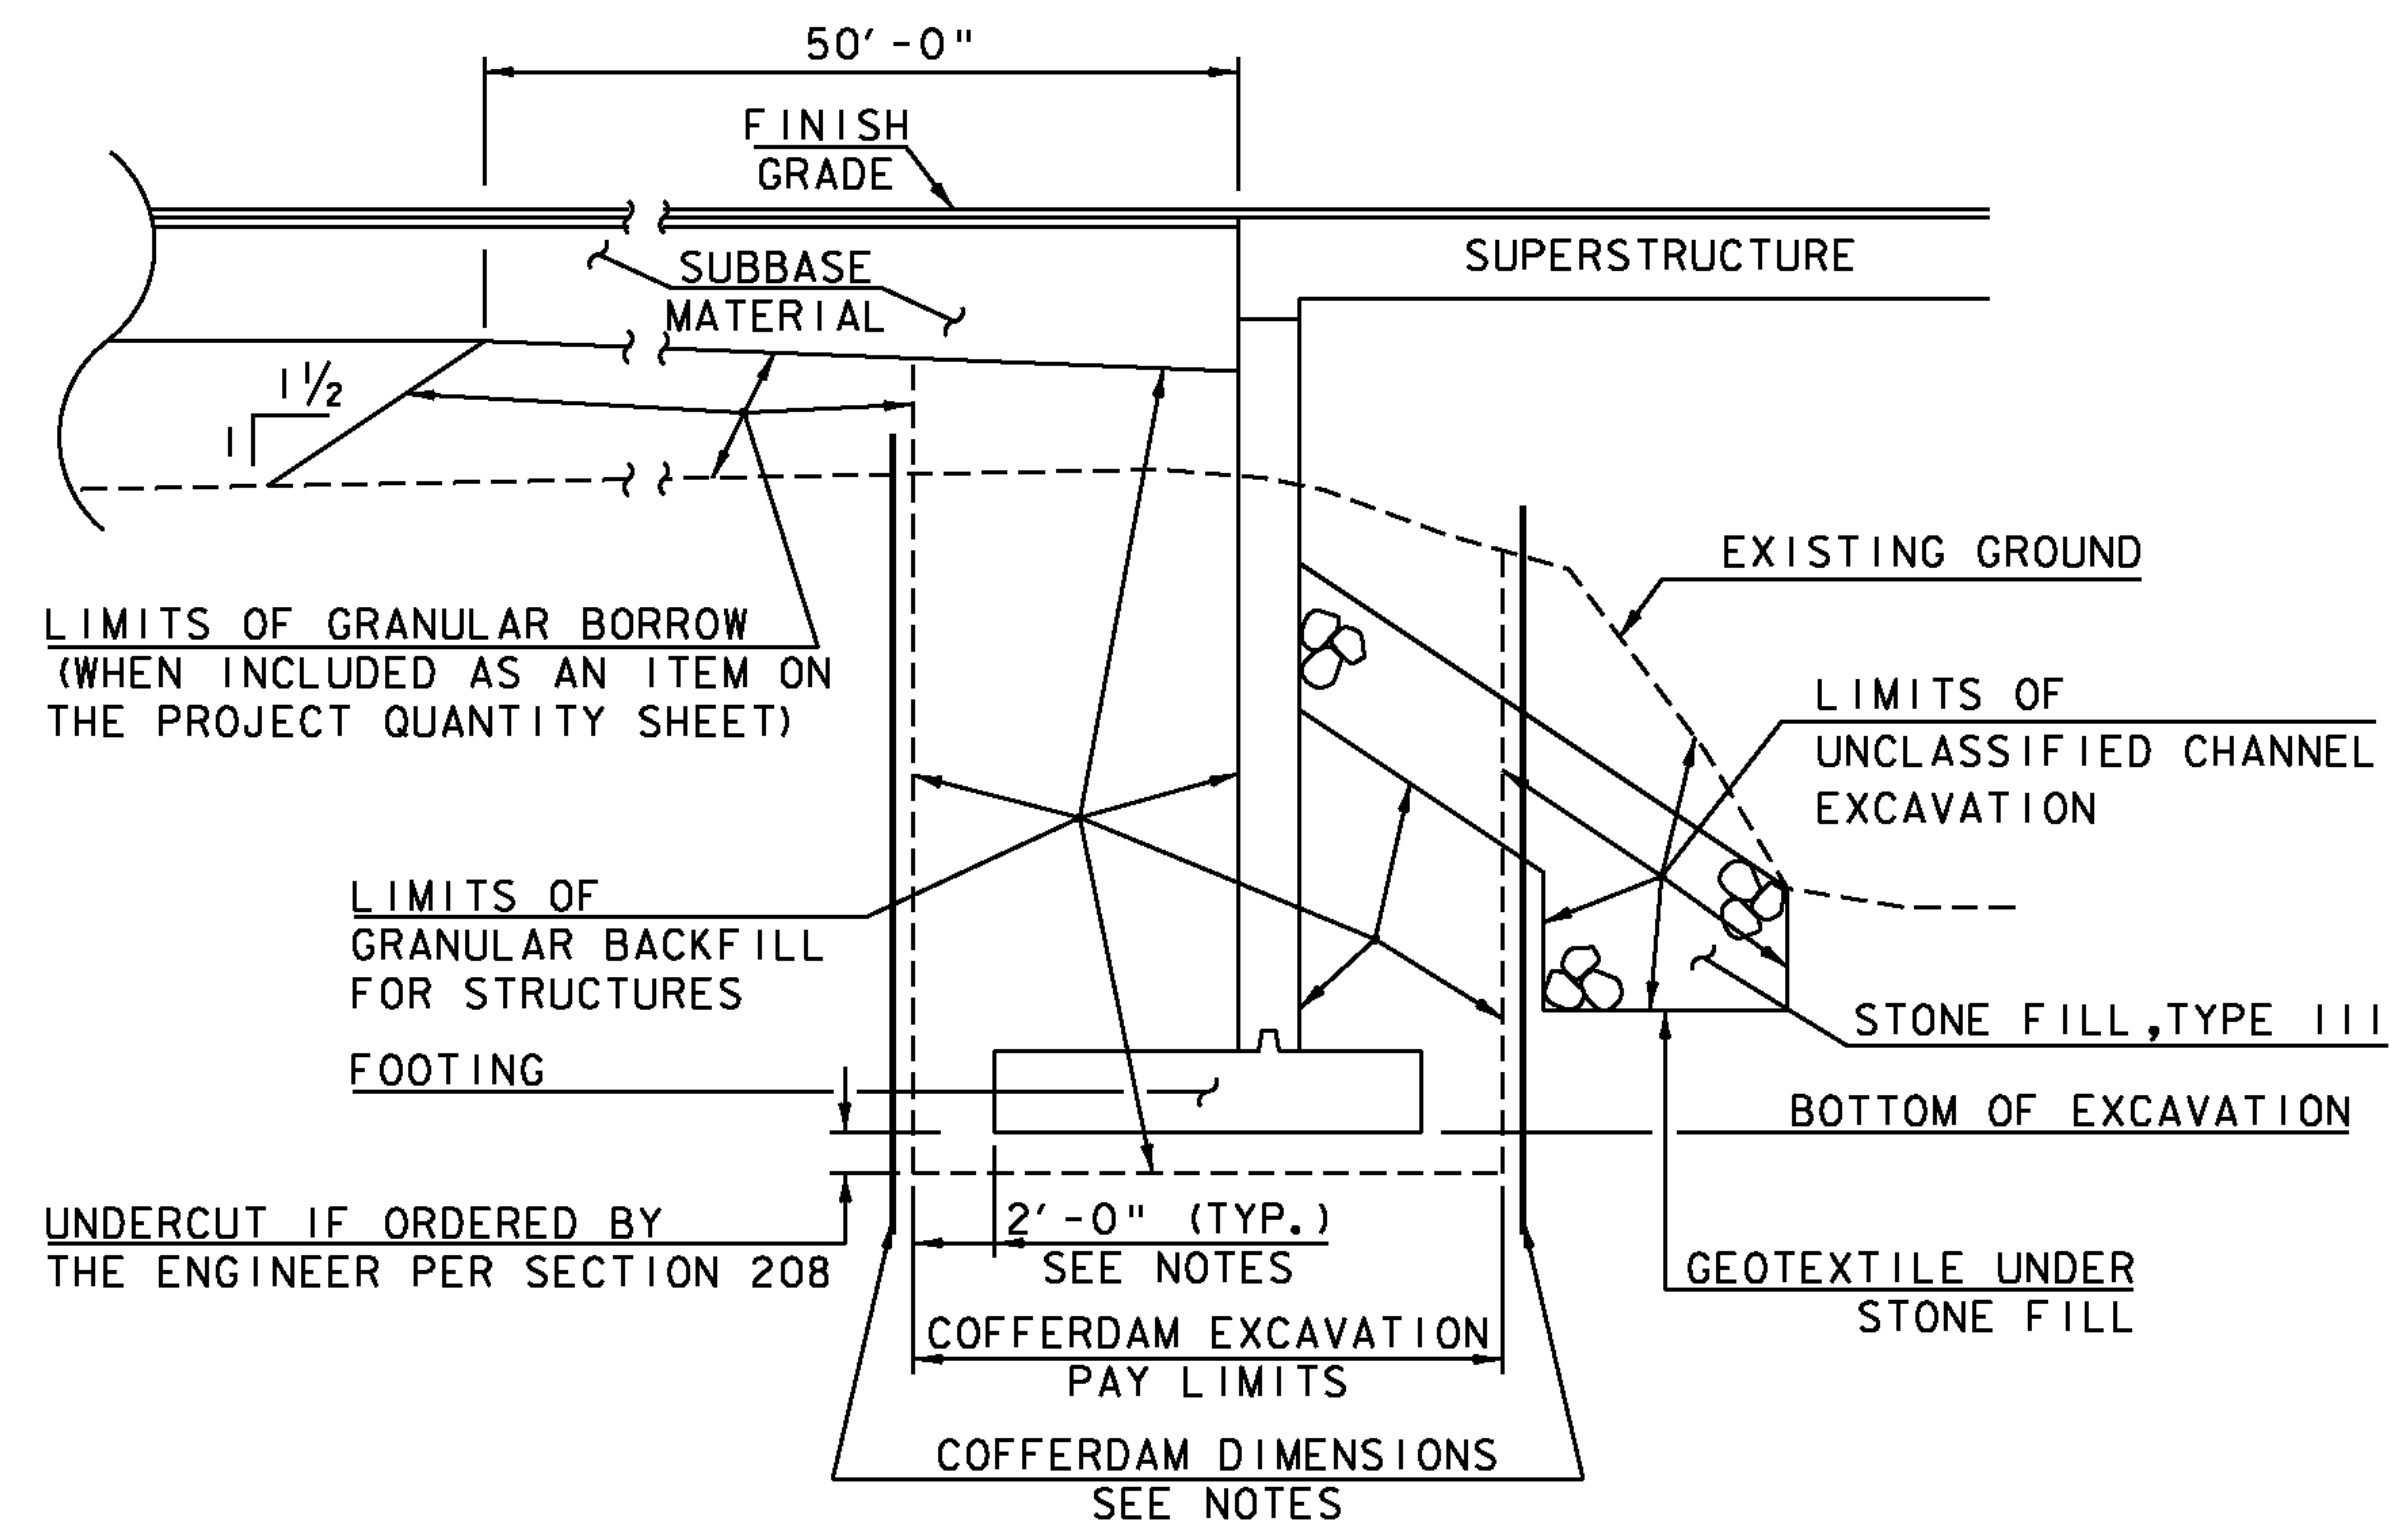 50'-0"
FINISH
GRADE
SUBBASE
MATERIAL
SUPERSTRUCTURE
1 1/2
1
EXISTING GROUND
LIMITS OF GRANULAR BORROW
(WHEN INCLUDED AS AN ITEM ON
THE PROJECT QUANTITY SHEET)
LIMITS OF
UNCLASSIFIED CHANNEL
EXCAVATION
LIMITS OF
GRANULAR BACKFILL
FOR STRUCTURES
STONE FILL, TYPE III
FOOTING
BOTTOM OF EXCAVATION
UNDERCUT IF ORDERED BY
THE ENGINEER PER SECTION 208
2'-0" (TYP.)
SEE NOTES
GEOTEXTILE UNDER
STONE FILL
COFFERDAM EXCAVATION
PAY LIMITS
COFFERDAM DIMENSIONS
SEE NOTES